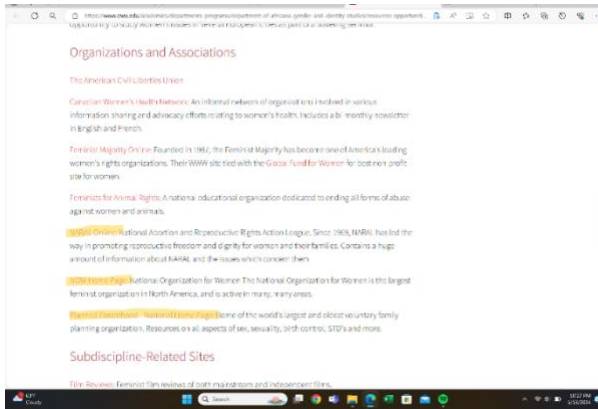 Organizations and Associations
The American Civil Liberties Union
Canadian Women's Health Network: An informal network of organizations involved in various
information sharing and advocacy efforts relating to women's health. Includes a bi-monthly newsletter
in English and French.
Feminist Majority Online: Founded in 1987, the Feminist Majority has become one of America's leading
women's rights organizations. Their WWW site tied with the Global Fund for Women for best non-profit
site for women.
Feminists for Animal Rights: A national educational organization dedicated to ending all forms of abuse
against women and animals.
NARAL Online: National Abortion and Reproductive Rights Action League. Since 1969, NARAL has led the
way in promoting reproductive freedom and dignity for women and their families. Contains a huge
amount of information about NARAL and the issues which concern them
NOW Home Page: National Organization for Women The National Organization for Women is the largest
feminist organization in North America, and is active in many, many areas.
Planned Parenthood - National Home Page: Home of the world's largest and oldest voluntary family
planning organization. Resources on all aspects of sex, sexuality, birth control, STD's and more.
Subdiscipline-Related Sites
Film Reviews: Feminist film reviews of both mainstream and independent films.
Cloudy
Search
10:27 PM